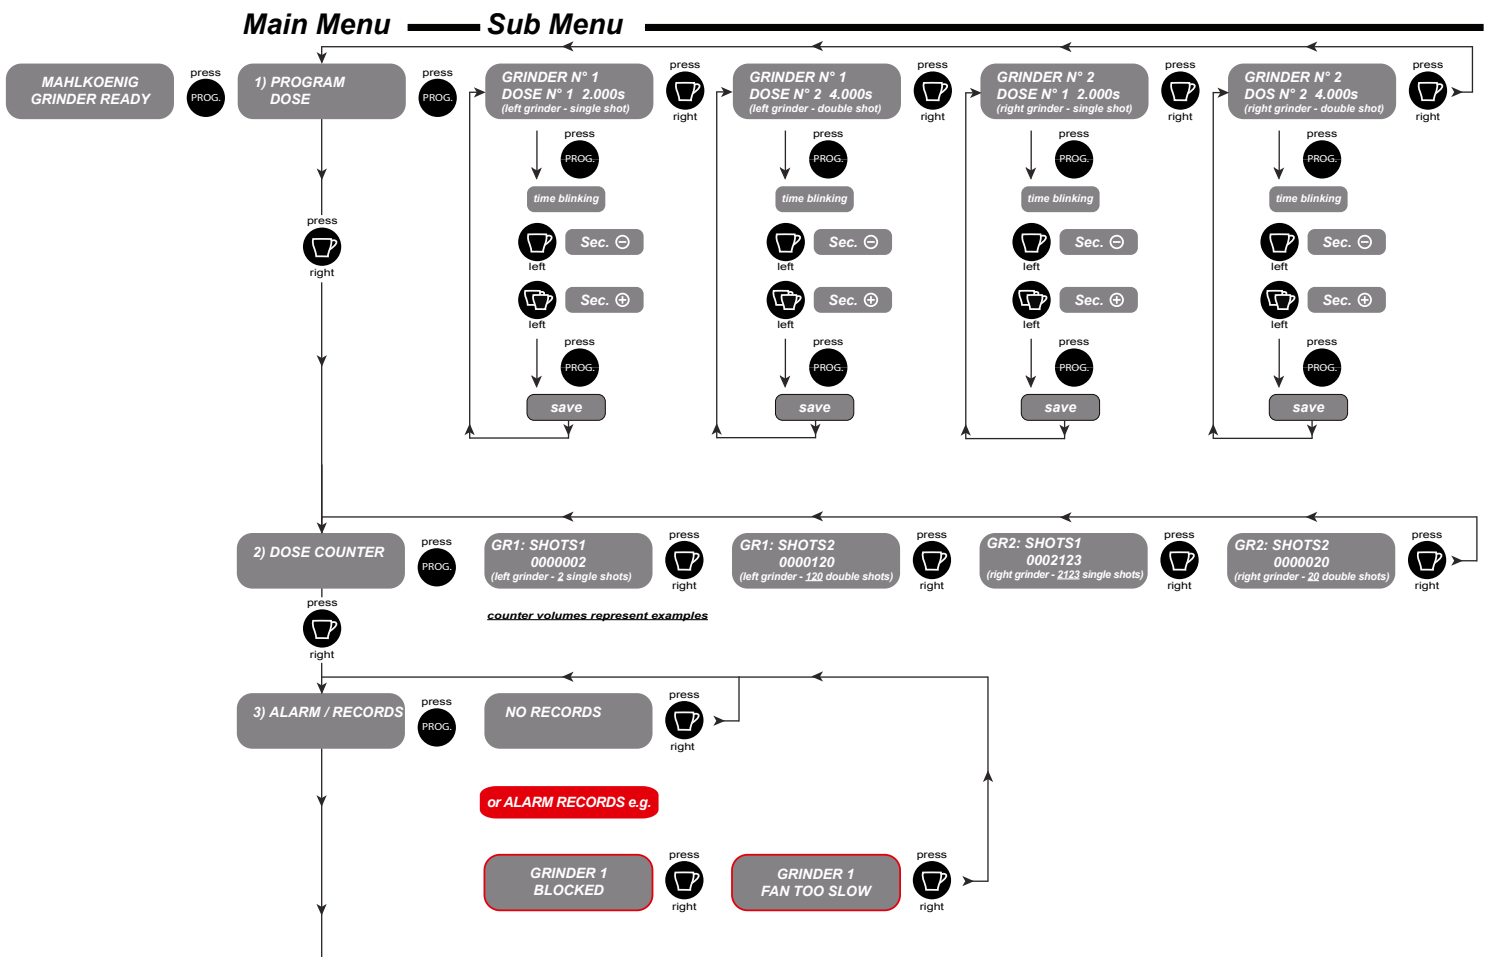 Main Menu Sub Menu
MAHLKOENIG
GRINDER READY
press
PROG.
1) PROGRAM
DOSE
press
PROG.
GRINDER N° 1
DOSE N° 1 2.000s
(left grinder - single shot)
press
right
GRINDER N° 1
DOSE N° 2 4.000s
(left grinder - double shot)
press
right
GRINDER N° 2
DOSE N° 1 2.000s
(right grinder - single shot)
press
right
GRINDER N° 2
DOS N° 2 4.000s
(right grinder - double shot)
press
right
press
PROG.
time blinking
Sec. ⊖
left
Sec. ⊕
left
press
PROG.
save
press
PROG.
time blinking
Sec. ⊖
left
Sec. ⊕
left
press
PROG.
save
press
PROG.
time blinking
Sec. ⊖
left
Sec. ⊕
left
press
PROG.
save
press
PROG.
time blinking
Sec. ⊖
left
Sec. ⊕
left
press
PROG.
save
press
right
2) DOSE COUNTER
press
PROG.
GR1: SHOTS1
0000002
(left grinder - 2 single shots)
press
right
GR1: SHOTS2
0000120
(left grinder - 120 double shots)
press
right
GR2: SHOTS1
0002123
(right grinder - 2123 single shots)
press
right
GR2: SHOTS2
0000020
(right grinder - 20 double shots)
press
right
counter volumes represent examples
press
right
3) ALARM / RECORDS
press
PROG.
NO RECORDS
press
right
or ALARM RECORDS e.g.
GRINDER 1
BLOCKED
press
right
GRINDER 1
FAN TOO SLOW
press
right